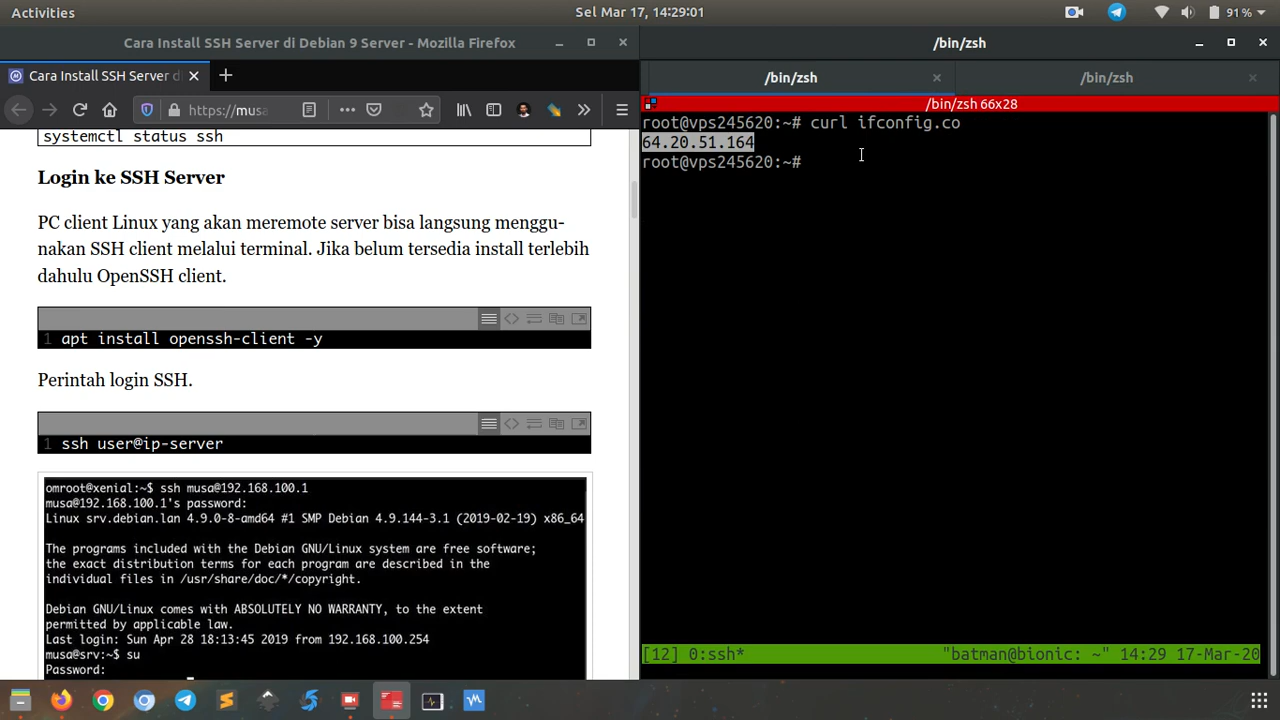 Activities
Sel Mar 17, 14:29:01
91%
Cara Install SSH Server di Debian 9 Server - Mozilla Firefox
Cara Install SSH Server d
https://musa
systemctl status ssh
Login ke SSH Server
PC client Linux yang akan meremote server bisa langsung menggu-
nakan SSH client melalui terminal. Jika belum tersedia install terlebih
dahulu OpenSSH client.
1 apt install openssh-client -y
Perintah login SSH.
1 ssh user@ip-server
omroot@xenial:~$ ssh musa@192.168.100.1
musa@192.168.100.1's password:
Linux srv.debian.lan 4.9.0-8-amd64 #1 SMP Debian 4.9.144-3.1 (2019-02-19) x86_64
The programs included with the Debian GNU/Linux system are free software;
the exact distribution terms for each program are described in the
individual files in /usr/share/doc/*/copyright.
Debian GNU/Linux comes with ABSOLUTELY NO WARRANTY, to the extent
permitted by applicable law.
Last login: Sun Apr 28 18:13:45 2019 from 192.168.100.254
musa@srv:~$ su
Password:
/bin/zsh
/bin/zsh
/bin/zsh
/bin/zsh 66x28
root@vps245620:~# curl ifconfig.co
64.20.51.164
root@vps245620:~#
[12] 0:ssh* "batman@bionic: ~" 14:29 17-Mar-20